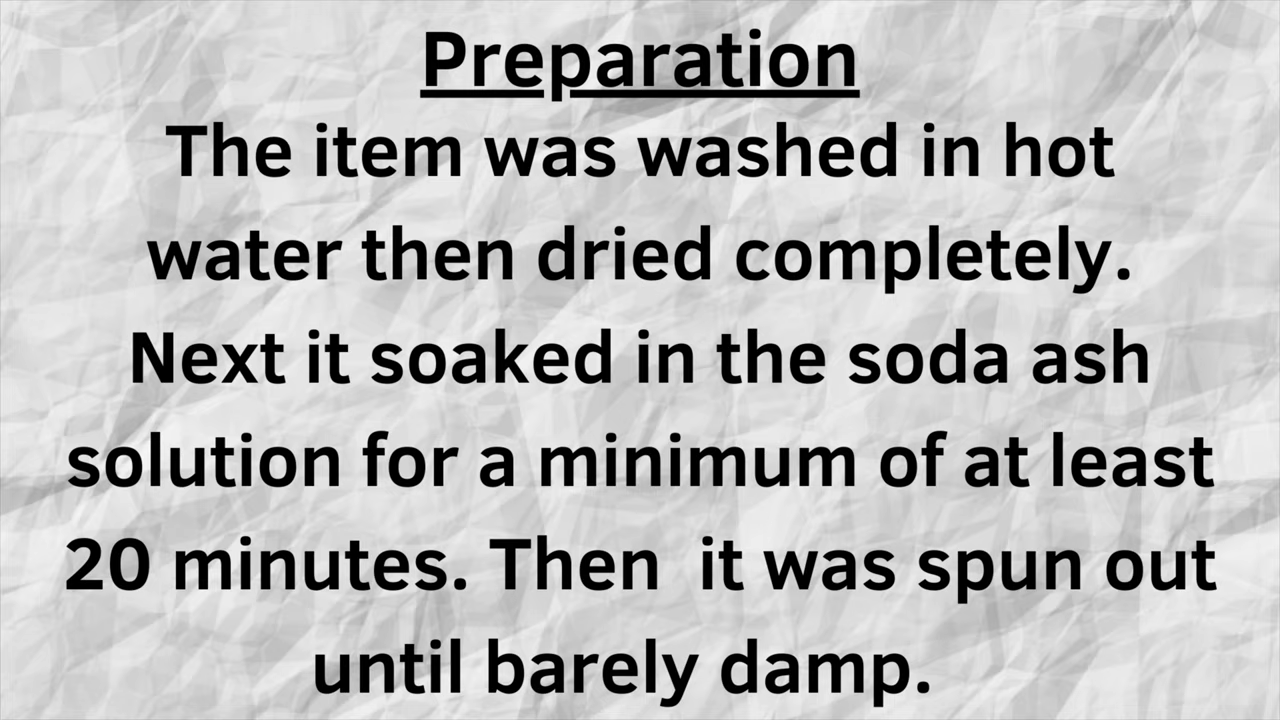 Preparation
The item was washed in hot
water then dried completely.
Next it soaked in the soda ash
solution for a minimum of at least
20 minutes. Then  it was spun out
until barely damp.